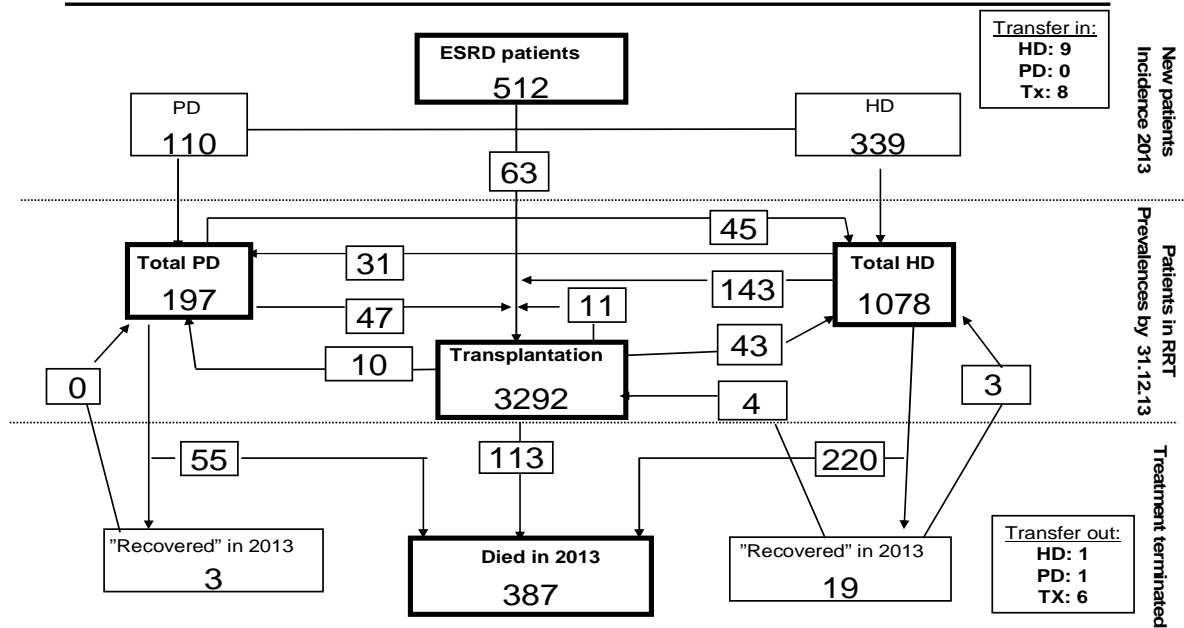 Transfer in:
HD: 9
PD: 0
Tx: 8
ESRD patients
512
PD
110
HD
339
63
New patients
Incidence 2013
45
Total PD
197
31
Total HD
1078
143
47
11
10
Transplantation
3292
43
0
4
3
Patients in RRT
Prevalences by 31.12.13
55
113
220
"Recovered" in 2013
3
Died in 2013
387
"Recovered" in 2013
19
Transfer out:
HD: 1
PD: 1
TX: 6
Treatment terminated